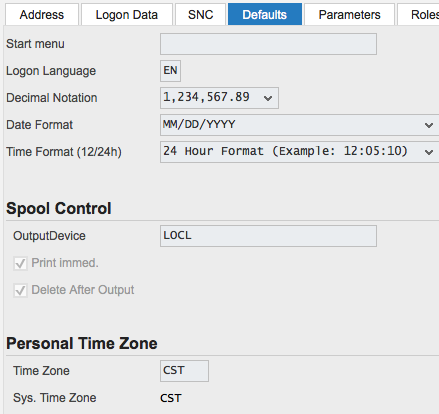 Address Logon Data SNC Defaults Parameters Roles
Start menu
Logon Language EN
Decimal Notation 1,234,567.89
Date Format MM/DD/YYYY
Time Format (12/24h) 24 Hour Format (Example: 12:05:10)
Spool Control
OutputDevice LOCL
Print immed.
Delete After Output
Personal Time Zone
Time Zone CST
Sys. Time Zone CST